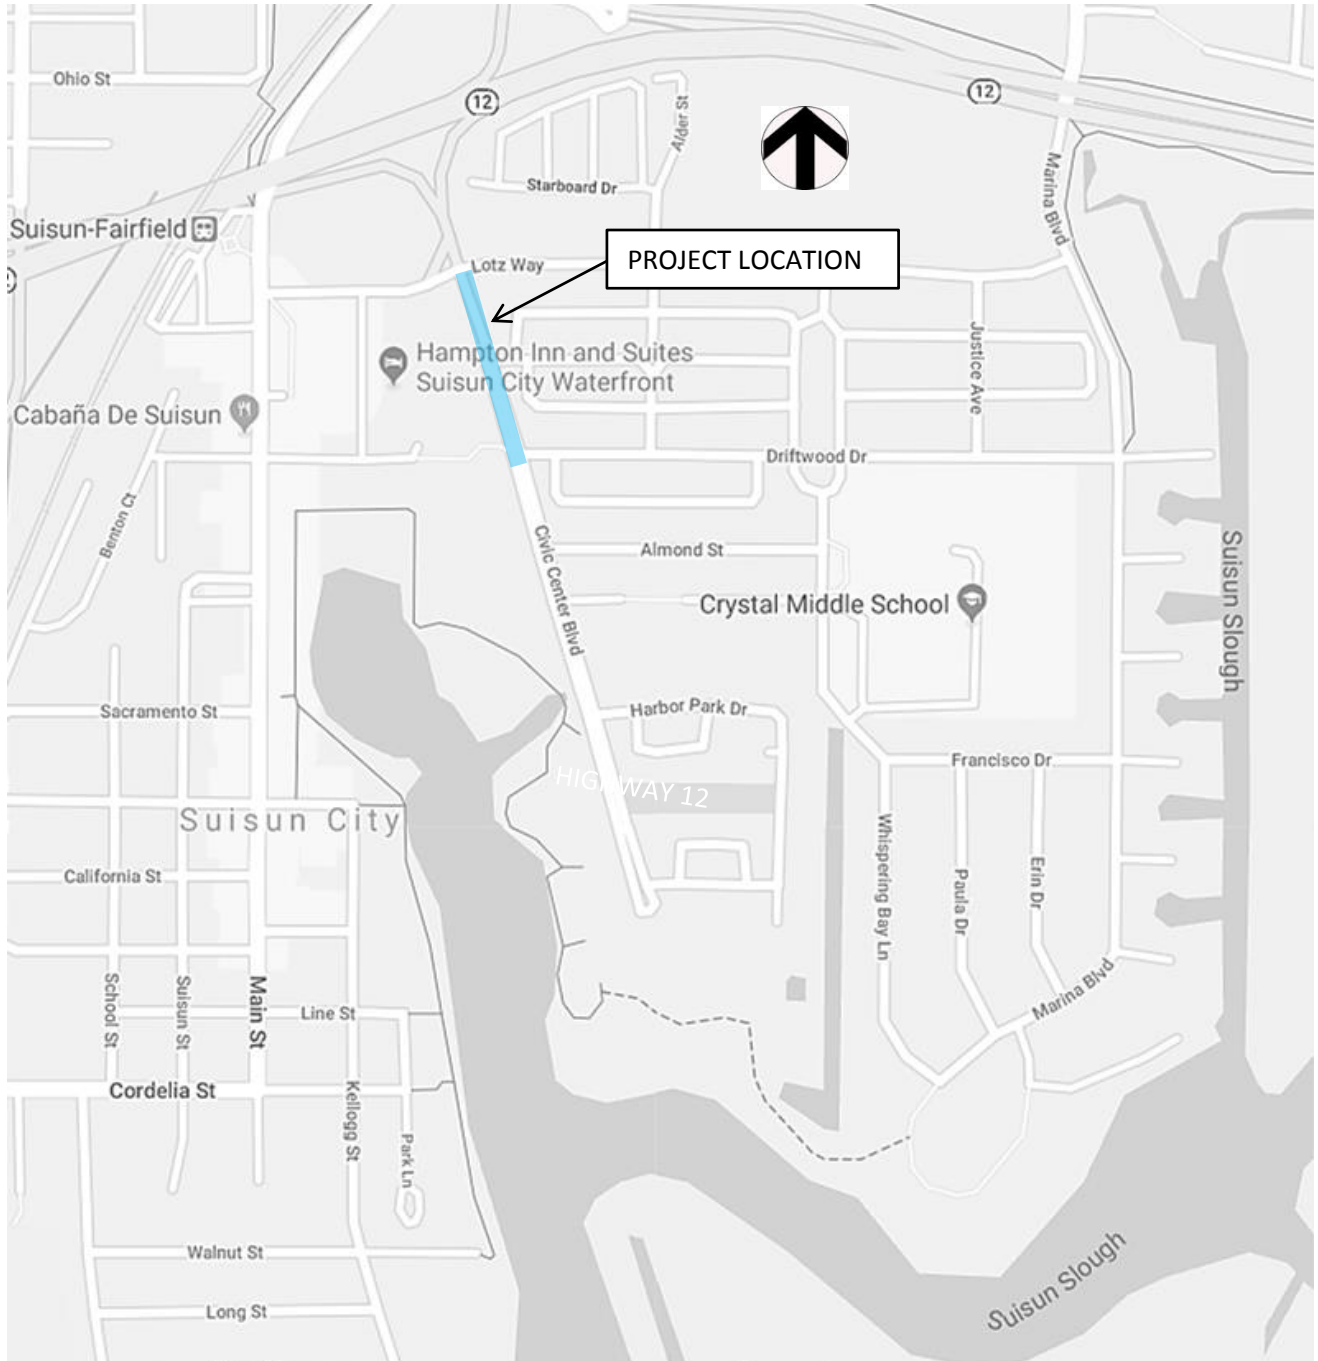 Ohio St
12
12
Alder St
Starboard Dr
Marina Blvd
Suisun-Fairfield
Lotz Way
PROJECT LOCATION
Justice Ave
Hampton Inn and Suites
Suisun City Waterfront
Cabaña De Suisun
Driftwood Dr
Benton Ct
Civic Center Blvd
Almond St
Suisun Slough
Crystal Middle School
Sacramento St
Harbor Park Dr
Francisco Dr
HIGHWAY 12
Suisun City
Whispering Bay Ln
Paula Dr
Erin Dr
California St
School St
Suisun St
Main St
Line St
Marina Blvd
Cordelia St
Kellogg St
Park Ln
Walnut St
Suisun Slough
Long St